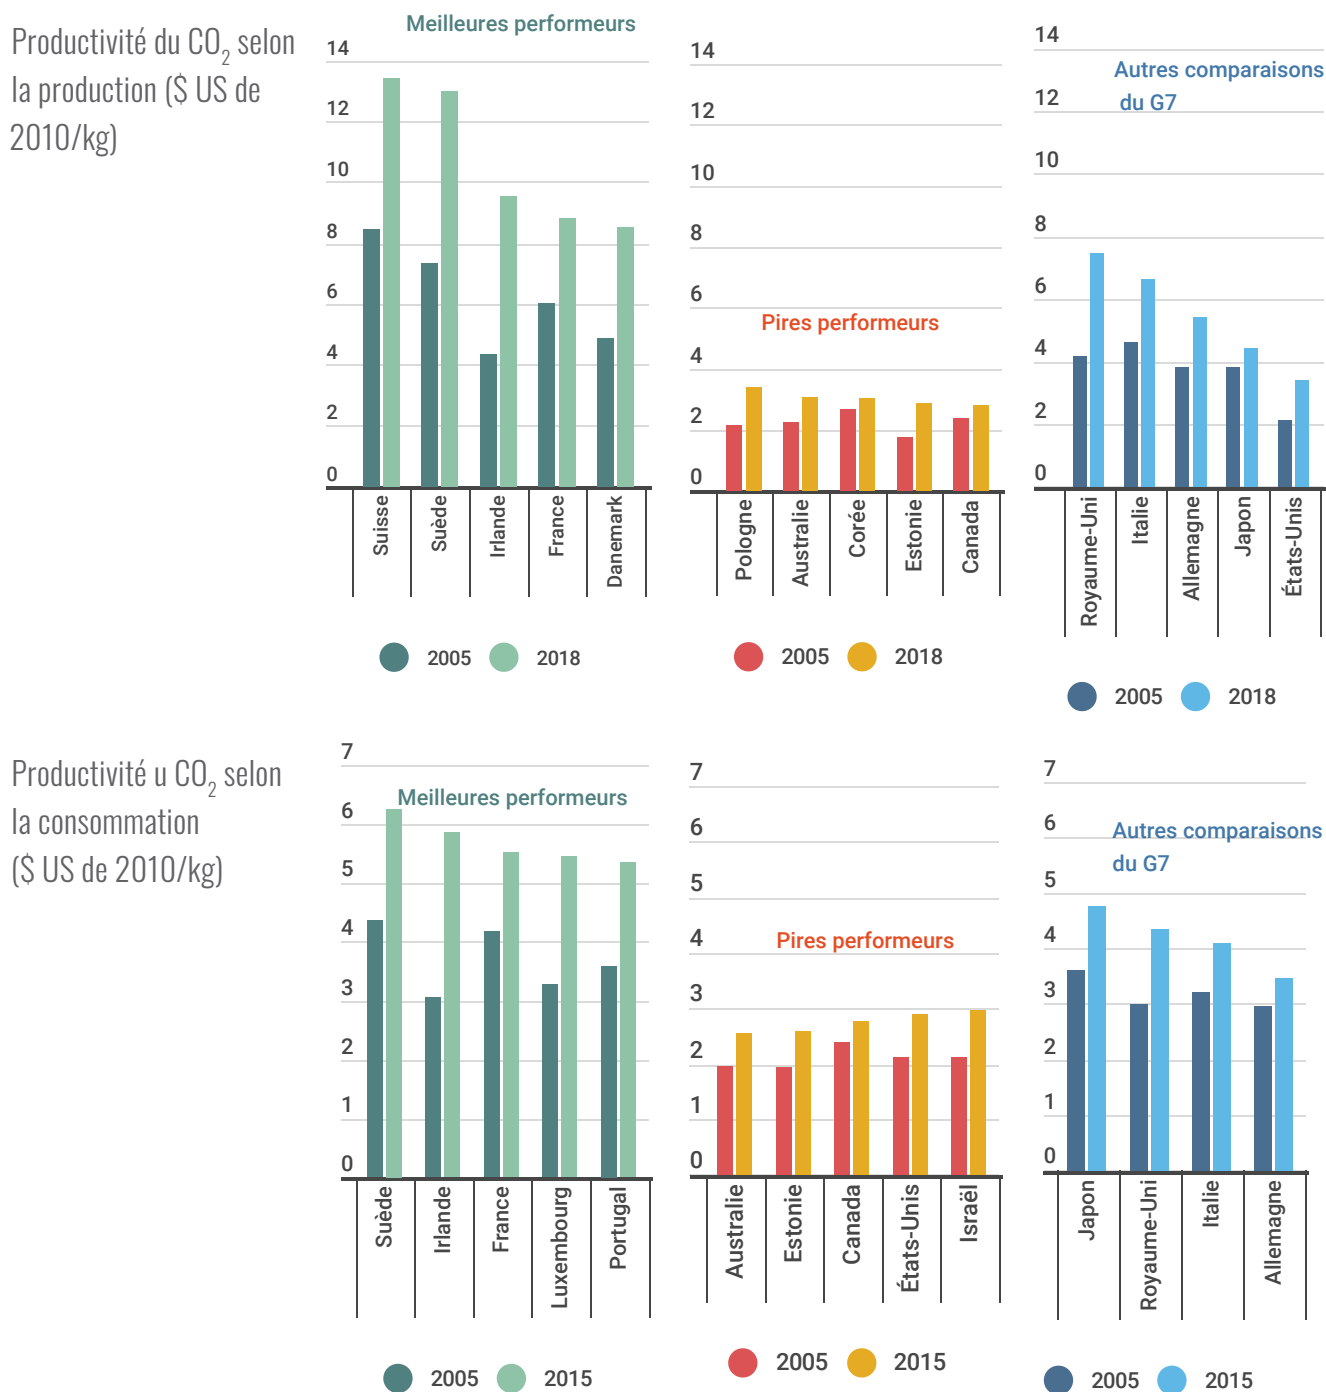 Productivité du CO₂ selon
la production ($ US de
2010/kg)
Meilleures performeurs
14
12
10
8
6
4
2
0
Suisse
Suède
Irlande
France
Danemark
2005
2018
14
12
10
8
6
Pires performeurs
4
2
0
Pologne
Australie
Corée
Estonie
Canada
2005
2018
14
Autres comparaisons
du G7
12
10
8
6
4
2
0
Royaume-Uni
Italie
Allemagne
Japon
États-Unis
2005
2018
Productivité u CO₂ selon
la consommation
($ US de 2010/kg)
7
Meilleures performeurs
6
5
4
3
2
1
0
Suède
Irlande
France
Luxembourg
Portugal
2005
2015
7
6
5
4
Pires performeurs
3
2
1
0
Australie
Estonie
Canada
États-Unis
Israël
2005
2015
7
6
Autres comparaisons
du G7
5
4
3
2
1
0
Japon
Royaume-Uni
Italie
Allemagne
2005
2015